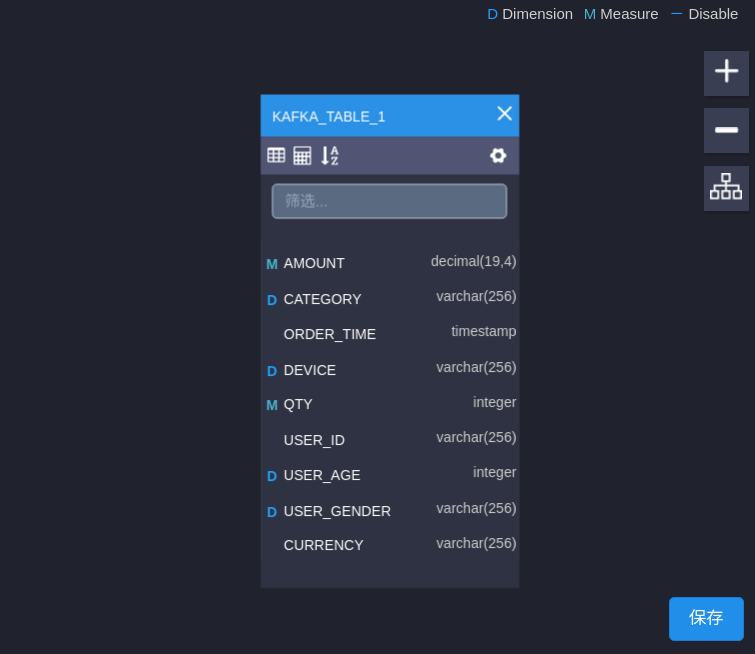 D Dimension M Measure — Disable
KAFKA_TABLE_1
筛选...
M AMOUNT decimal(19,4)
D CATEGORY varchar(256)
ORDER_TIME timestamp
D DEVICE varchar(256)
M QTY integer
USER_ID varchar(256)
D USER_AGE integer
D USER_GENDER varchar(256)
CURRENCY varchar(256)
保存